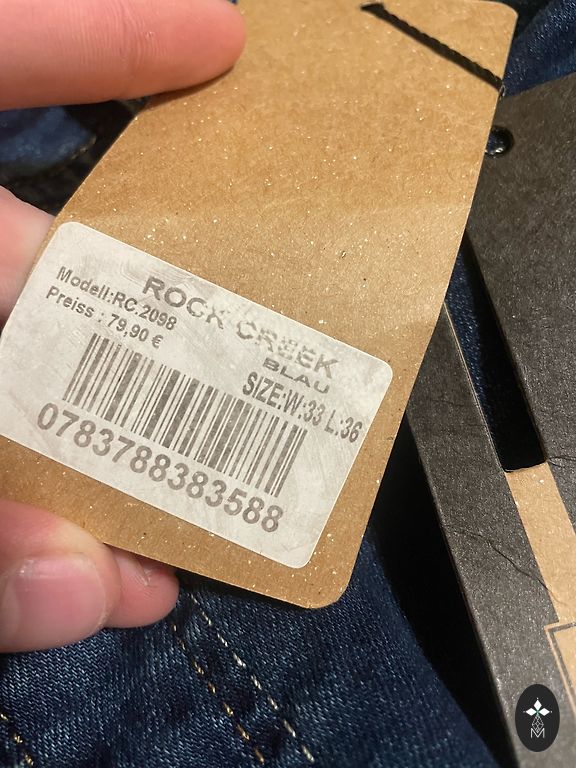 ROCK CREEK
Modell:RC.2098
Preiss : 79,90 €
BLAU
SIZE:W:33 L:36
0783788383588
M